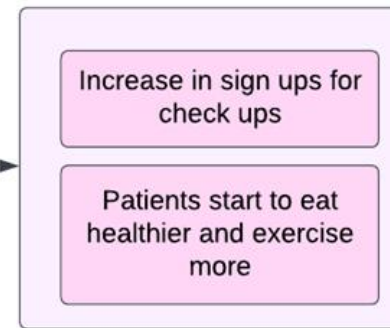 Increase in sign ups for
check ups
Patients start to eat
healthier and exercise
more